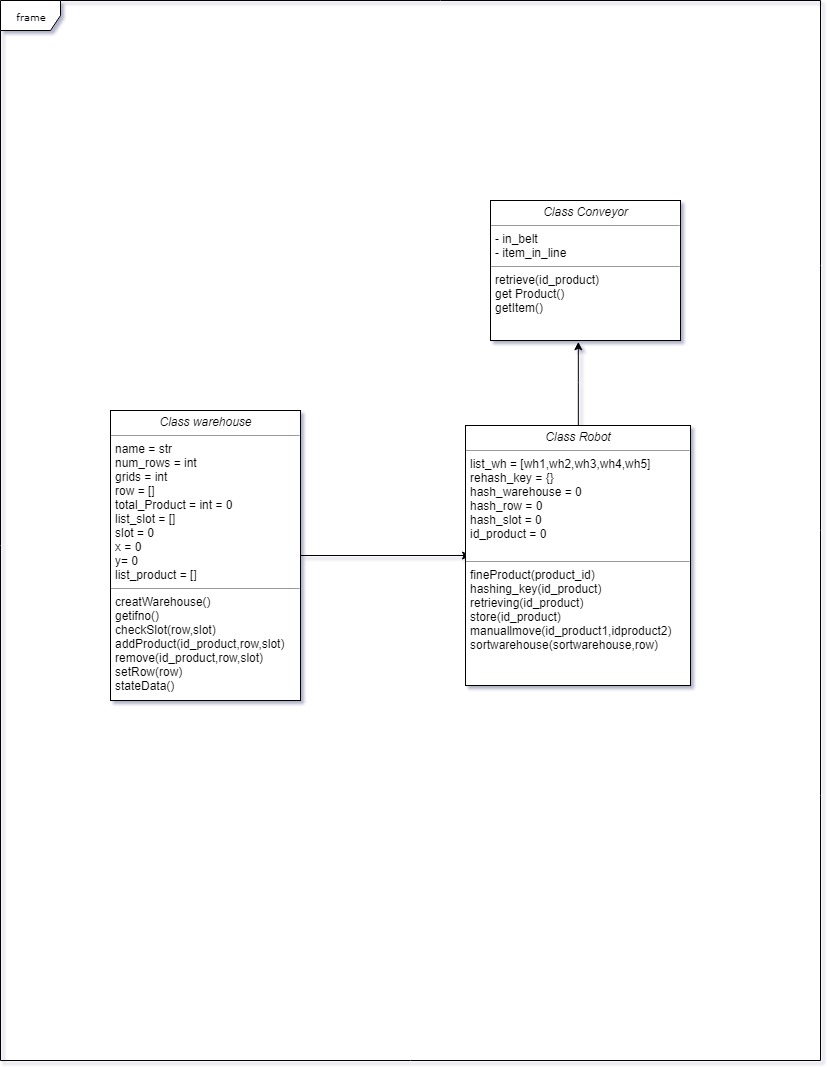 frame
Class Conveyor
- in_belt
- item_in_line
retrieve(id_product)
get Product()
getItem()
Class warehouse
name = str
num_rows = int
grids = int
row = []
total_Product = int = 0
list_slot = []
slot = 0
x = 0
y= 0
list_product = []
creatWarehouse()
getifno()
checkSlot(row,slot)
addProduct(id_product,row,slot)
remove(id_product,row,slot)
setRow(row)
stateData()
Class Robot
list_wh = [wh1,wh2,wh3,wh4,wh5]
rehash_key = {}
hash_warehouse = 0
hash_row = 0
hash_slot = 0
id_product = 0
fineProduct(product_id)
hashing_key(id_product)
retrieving(id_product)
store(id_product)
manuallmove(id_product1,idproduct2)
sortwarehouse(sortwarehouse,row)